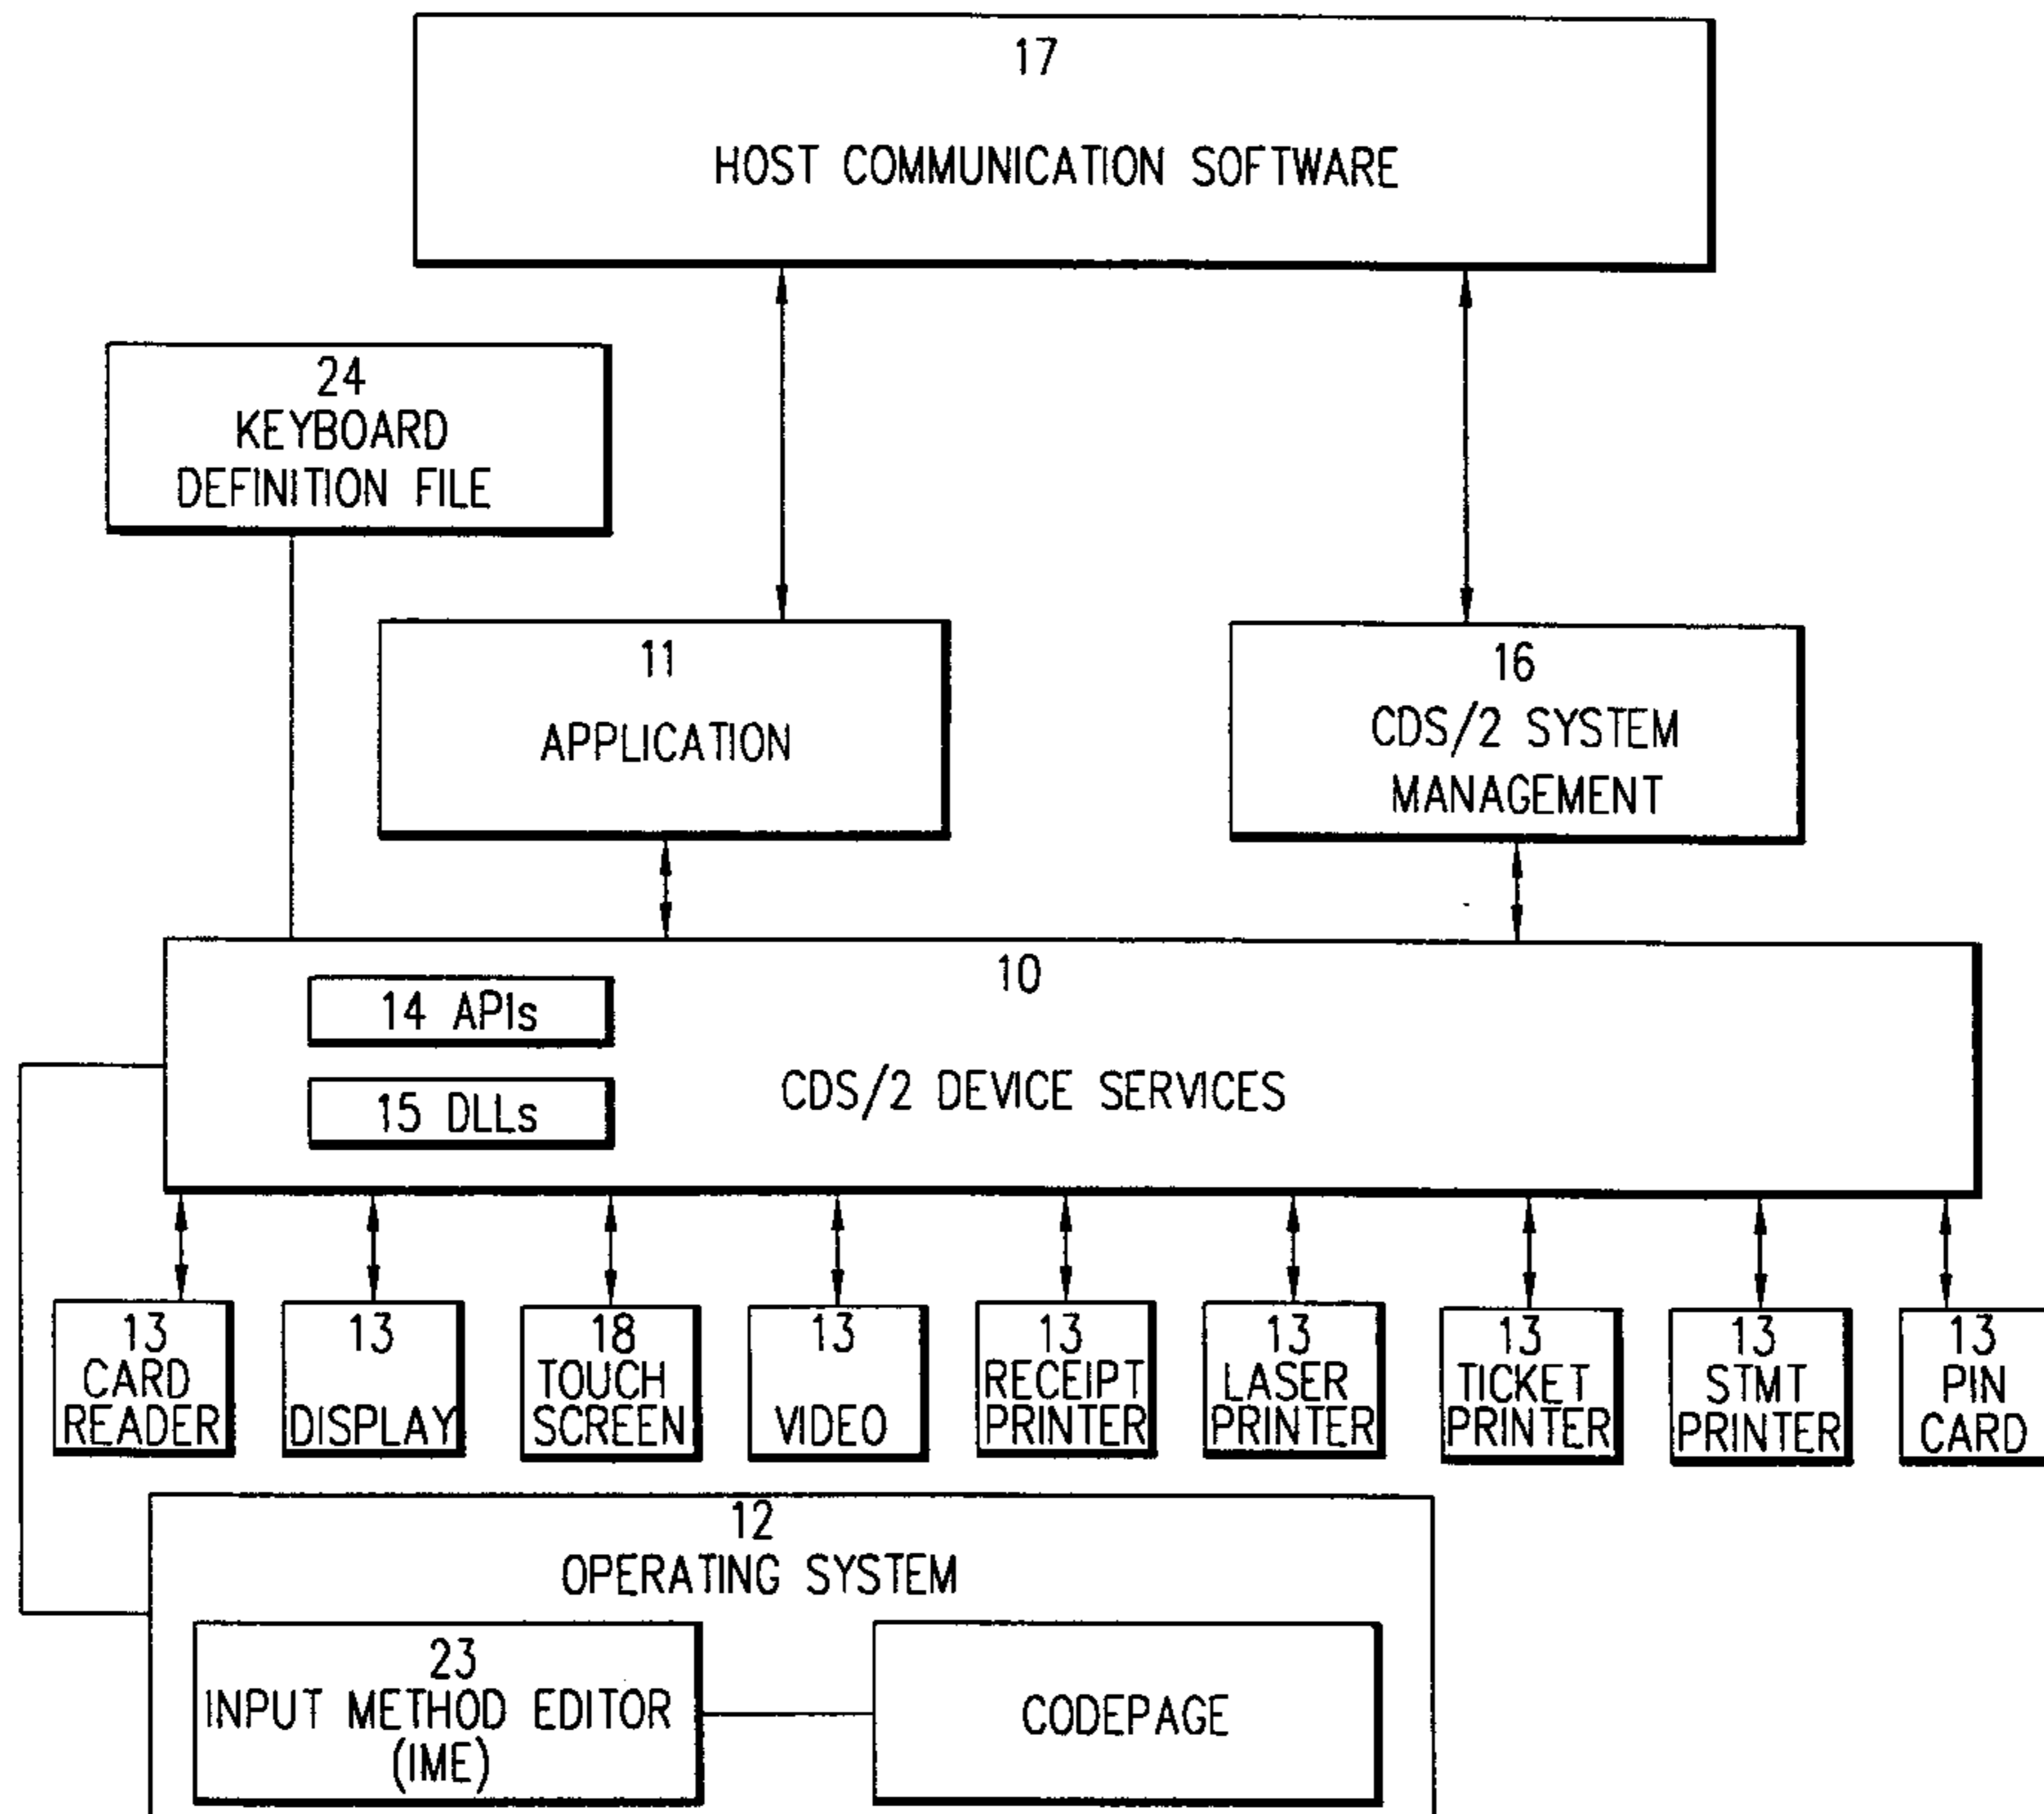 17
HOST COMMUNICATION SOFTWARE
24
KEYBOARD
DEFINITION FILE
11
APPLICATION
16
CDS/2 SYSTEM
MANAGEMENT
10
14 APIs
15 DLLs
CDS/2 DEVICE SERVICES
13
CARD
READER
13
DISPLAY
18
TOUCH
SCREEN
13
VIDEO
13
RECEIPT
PRINTER
13
LASER
PRINTER
13
TICKET
PRINTER
13
STMT
PRINTER
13
PIN
CARD
12
OPERATING SYSTEM
23
INPUT METHOD EDITOR
(IME)
CODEPAGE